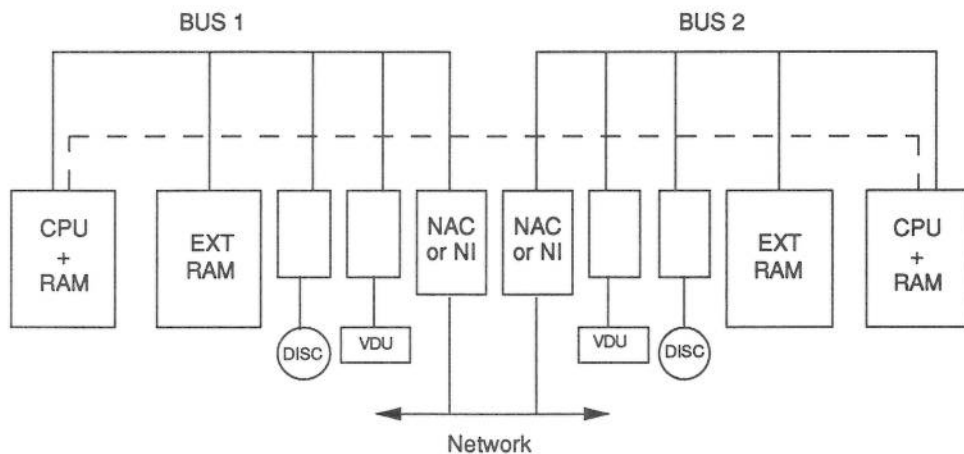 BUS 1
BUS 2
CPU
+
RAM
EXT
RAM
NAC
or NI
NAC
or NI
EXT
RAM
CPU
+
RAM
DISC
VDU
VDU
DISC
Network